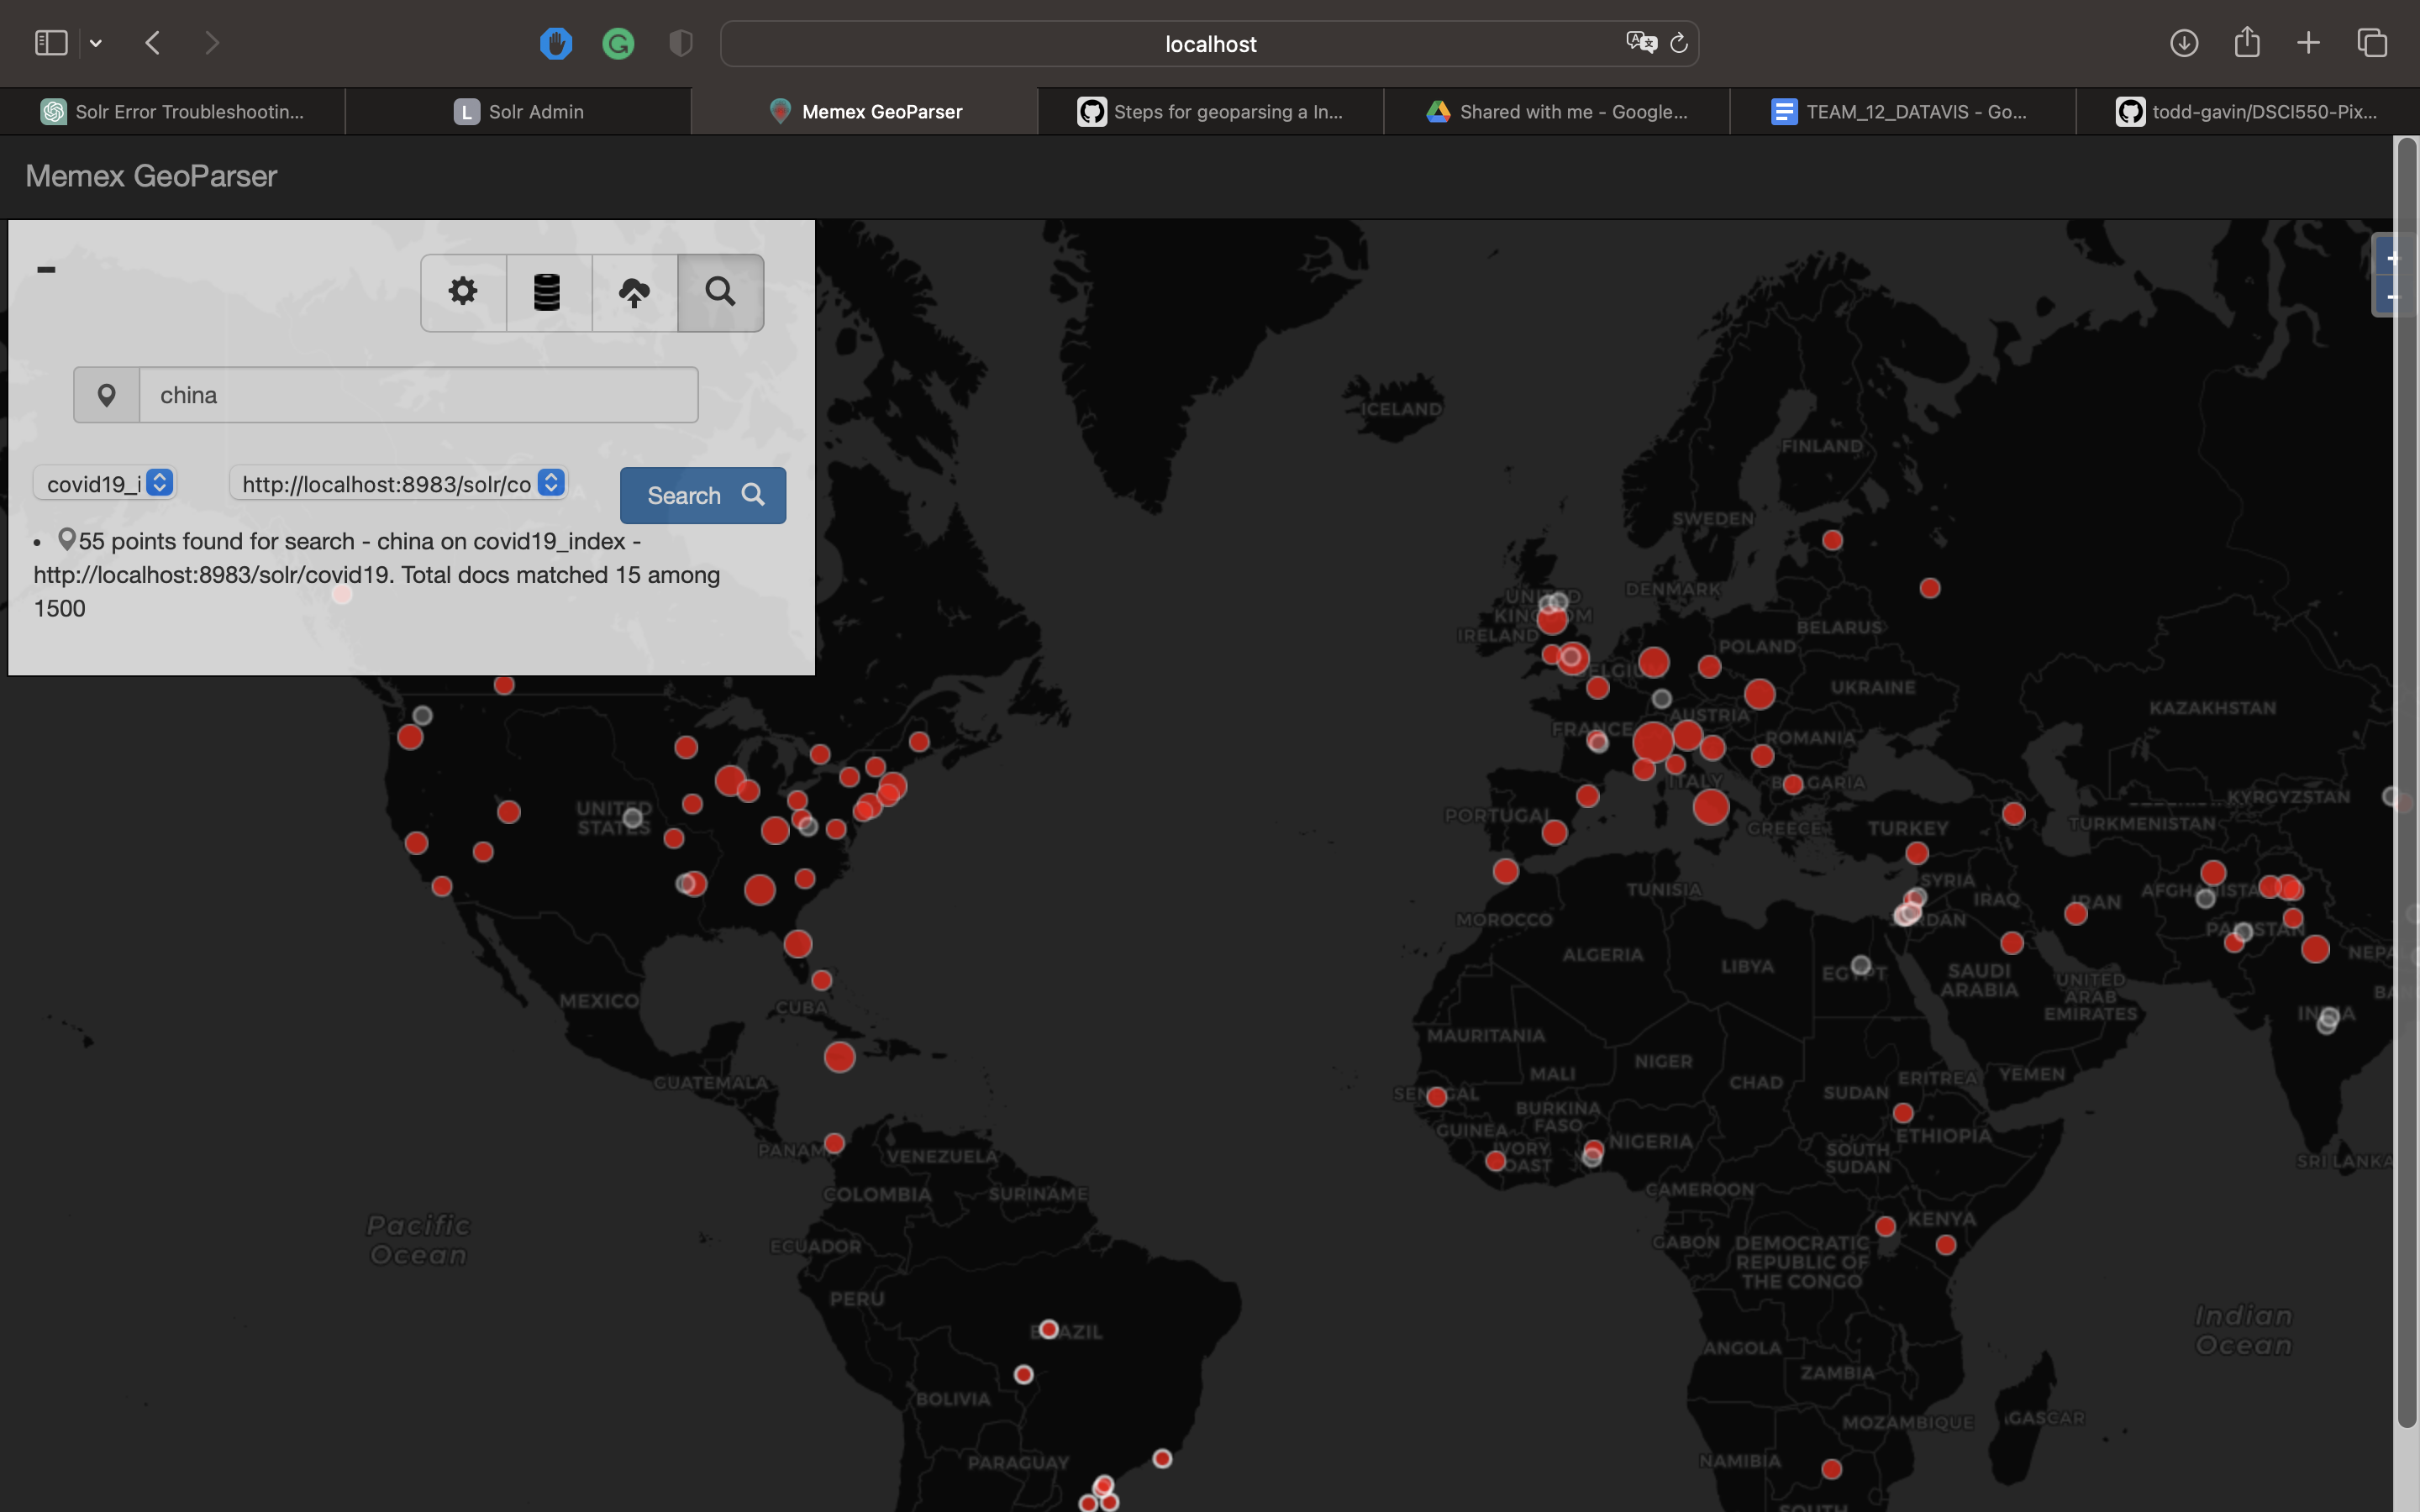 localhost
Solr Error Troubleshootin...
L Solr Admin
Memex GeoParser
Steps for geoparsing a In...
Shared with me - Google...
TEAM_12_DATAVIS - Go...
todd-gavin/DSCI550-Pix...
Memex GeoParser
china
covid19_i
http://localhost:8983/solr/co
Search
55 points found for search - china on covid19_index -
http://localhost:8983/solr/covid19. Total docs matched 15 among
1500
ICELAND
FINLAND
SWEDEN
DENMARK
UNITED
KINGDOM
IRELAND
BELARUS
POLAND
BELGIU
UKRAINE
KAZAKHSTAN
AUSTRIA
FRANCE
ROMANIA
ITALY
BULGARIA
KYRGYZSTAN
UNITED
STATES
PORTUGAL
GREECE
TURKEY
TURKMENISTAN
TUNISIA
SYRIA
AFGHANISTA
IRAQ
IRAN
MOROCCO
JORDAN
PAKISTAN
ALGERIA
LIBYA
EGYPT
SAUDI
ARABIA
NEPA
UNITED
ARAB
EMIRATES
BA
MEXICO
CUBA
INDIA
MAURITANIA
NIGER
MALI
CHAD
SUDAN
ERITREA
YEMEN
GUATEMALA
SENEGAL
BURKINA
FASO
GUINEA
NIGERIA
ETHIOPIA
PANAMA
VENEZUELA
IVORY
COAST
SOUTH
SUDAN
SRI LANKA
COLOMBIA
SURINAME
CAMEROON
Pacific
Ocean
KENYA
ECUADOR
GABON
DEMOCRATIC
REPUBLIC OF
THE CONGO
PERU
BRAZIL
Indian
Ocean
ANGOLA
ZAMBIA
BOLIVIA
MOZAMBIQUE
AGASCAR
PARAGUAY
NAMIBIA
SOUTH